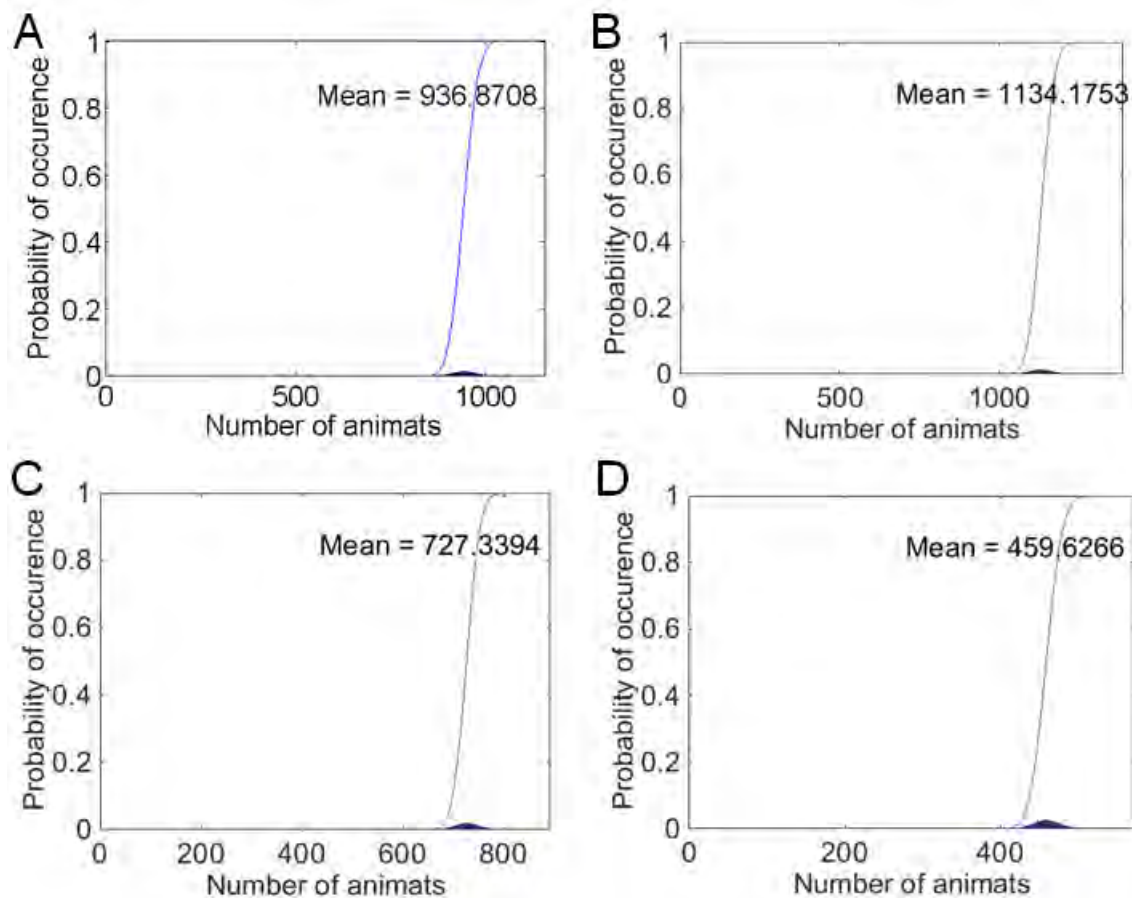 A
Probability of occurence
1
0.8
0.6
0.4
0.2
0
Mean = 936.8708
0 500 1000
Number of animats
B
Probability of occurence
1
0.8
0.6
0.4
0.2
0
Mean = 1134.1753
0 500 1000
Number of animats
C
Probability of occurence
1
0.8
0.6
0.4
0.2
0
Mean = 727.3394
0 200 400 600 800
Number of animats
D
Probability of occurence
1
0.8
0.6
0.4
0.2
0
Mean = 459.6266
0 200 400
Number of animats